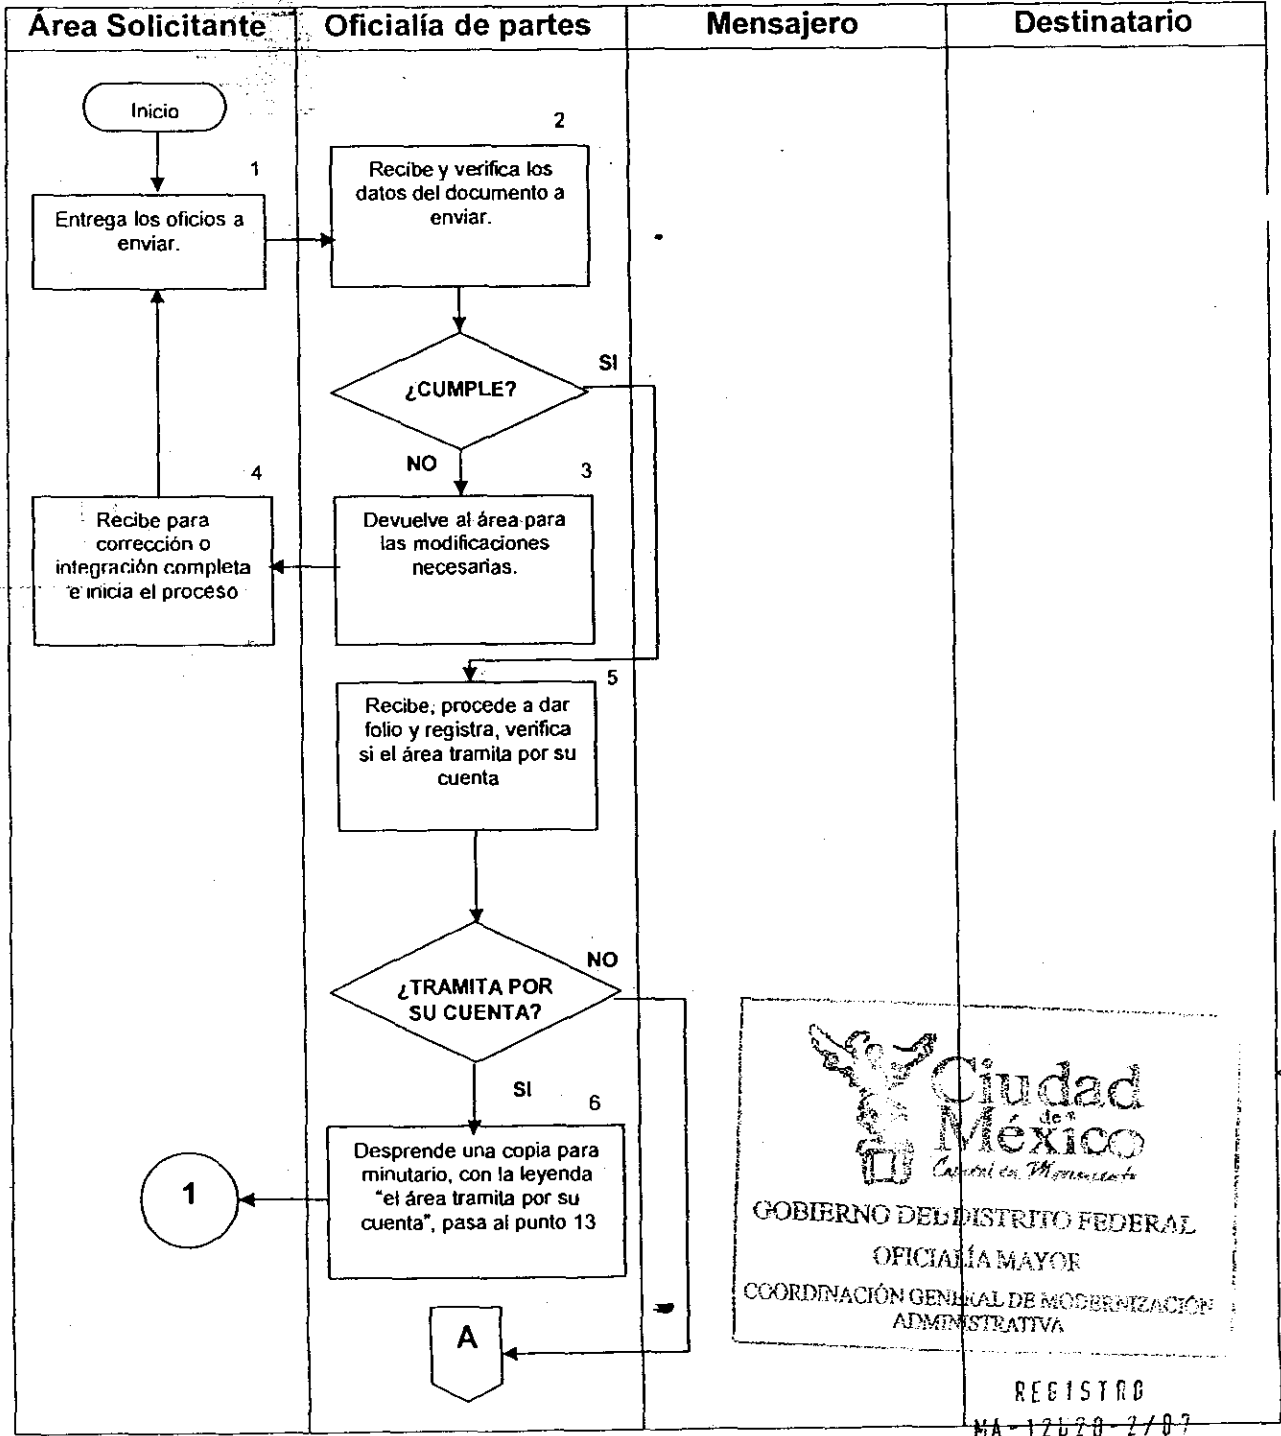 Área Solicitante
Oficialía de partes
Mensajero
Destinatario
Inicio
1
Entrega los oficios a
enviar.
2
Recibe y verifica los
datos del documento a
enviar.
¿CUMPLE?
SI
NO
3
Devuelve al área para
las modificaciones
necesarias.
4
Recibe para
corrección o
integración completa
e inicia el proceso
5
Recibe, procede a dar
folio y registra, verifica
si el área tramita por su
cuenta
¿TRAMITA POR
SU CUENTA?
NO
SI
6
Desprende una copia para
minutario, con la leyenda
"el área tramita por su
cuenta", pasa al punto 13
1
A
Ciudad
de
México
Capital en Movimiento
GOBIERNO DEL DISTRITO FEDERAL
OFICIALÍA MAYOR
COORDINACIÓN GENERAL DE MODERNIZACIÓN
ADMINISTRATIVA
REGISTRO